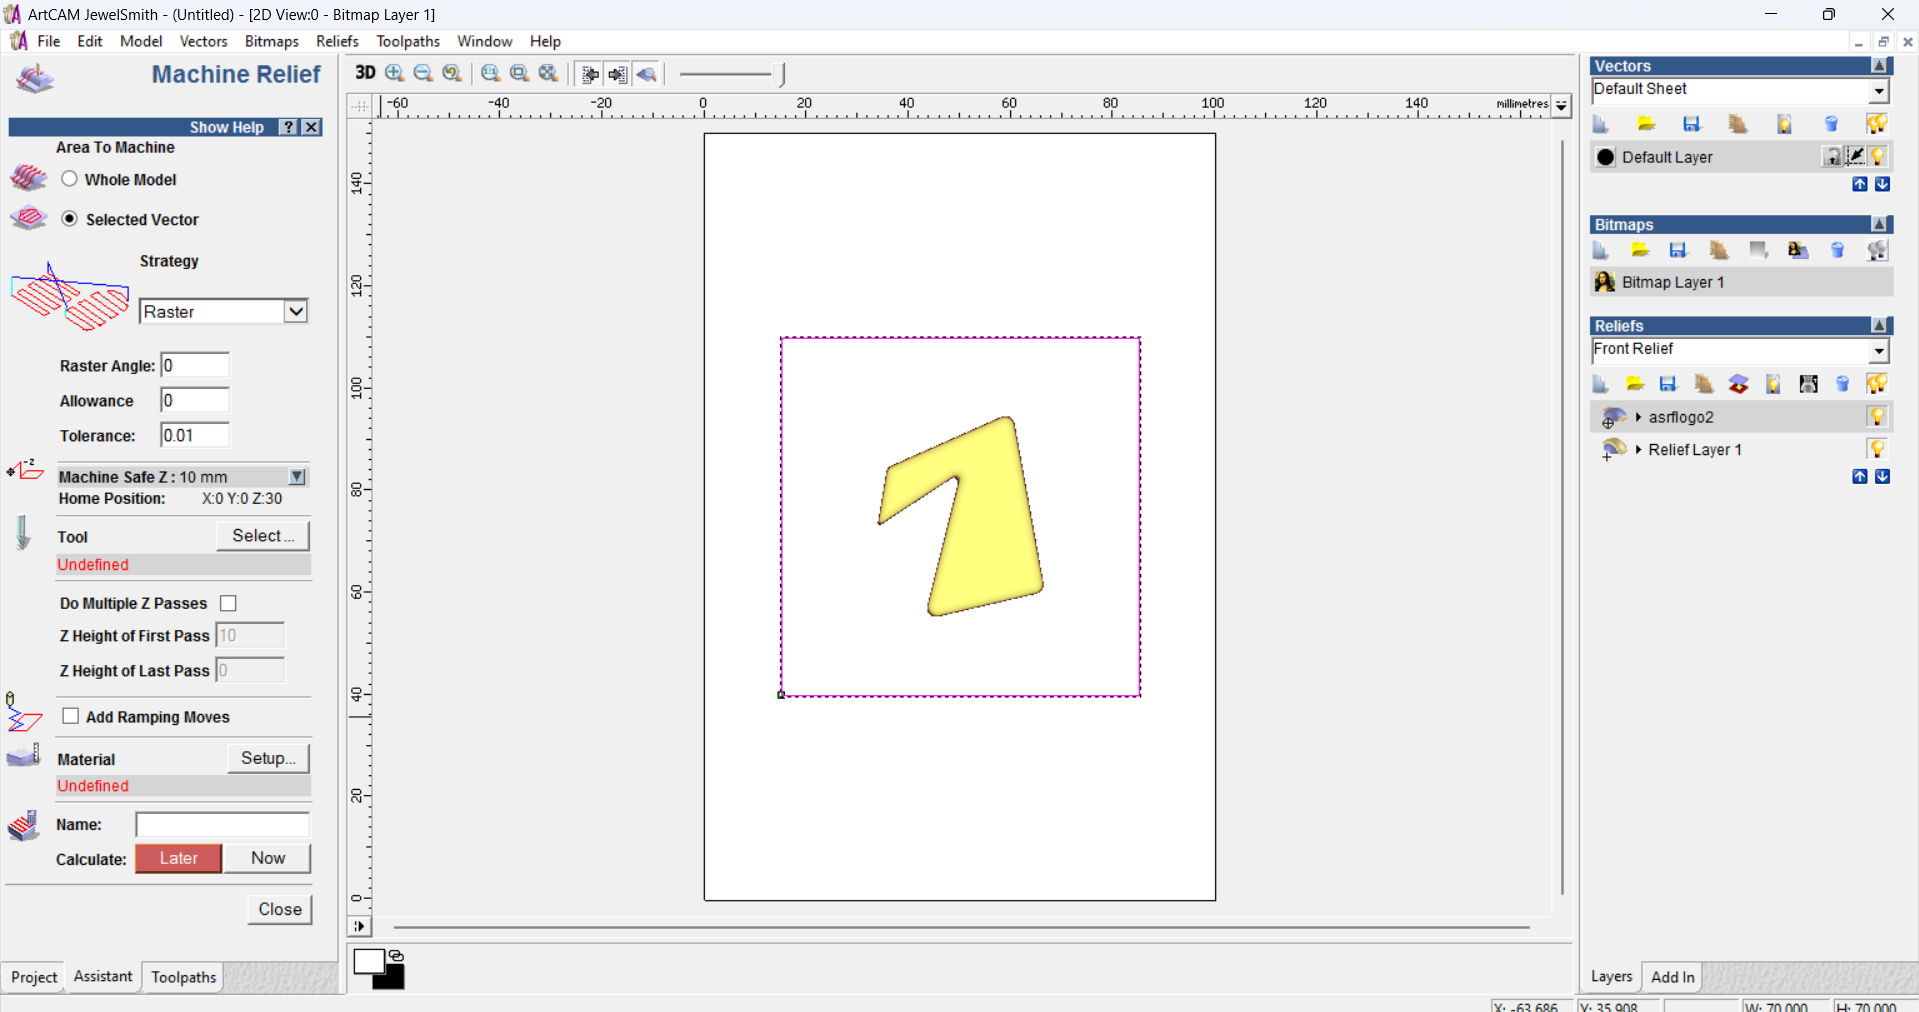 ArtCAM JewelSmith - (Untitled) - [2D View:0 - Bitmap Layer 1]
File Edit Model Vectors Bitmaps Reliefs Toolpaths Window Help
Machine Relief
Show Help ? X
Area To Machine
Whole Model
Selected Vector
Strategy
Raster
Raster Angle: 0
Allowance 0
Tolerance: 0.01
-Z
Machine Safe Z : 10 mm
Home Position: X:0 Y:0 Z:30
Tool Select ...
Undefined
Do Multiple Z Passes
Z Height of First Pass 10
Z Height of Last Pass 0
Add Ramping Moves
Material Setup...
Undefined
Name:
Calculate: Later Now
Close
Project Assistant Toolpaths
3D
-60 -40 -20 0 20 40 60 80 100 120 140 millimetres
140
120
100
80
60
40
20
0
Vectors
Default Sheet
Default Layer
Bitmaps
Bitmap Layer 1
Reliefs
Front Relief
asrflogo2
Relief Layer 1
Layers Add In
X: -63.686 Y: 35.908 W: 70.000 H: 70.000